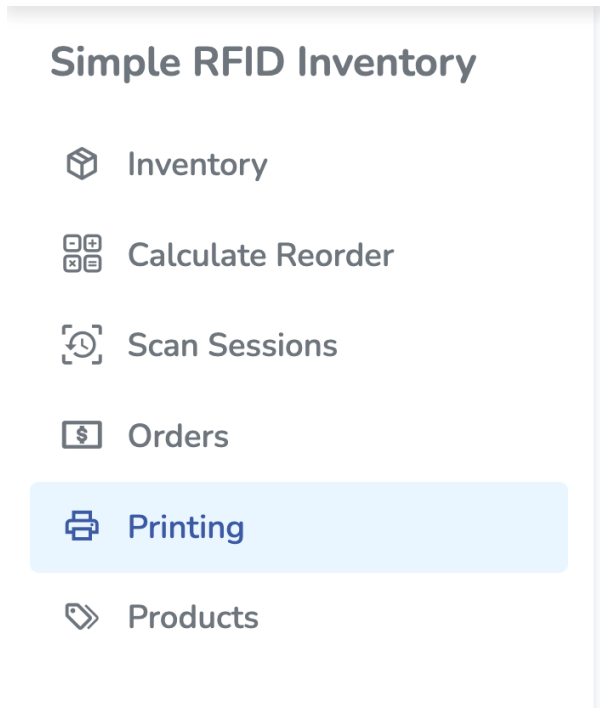 Simple RFID Inventory
Inventory
Calculate Reorder
Scan Sessions
Orders
Printing
Products